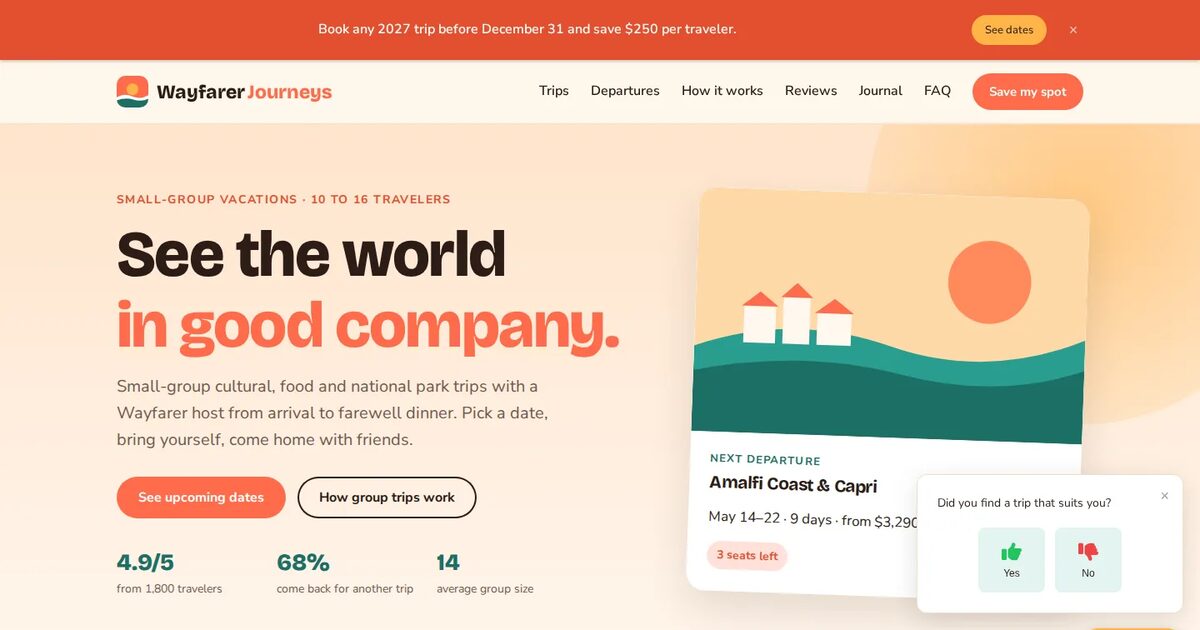 Book any 2027 trip before December 31 and save $250 per traveler.
See dates
×
Wayfarer Journeys
Trips
Departures
How it works
Reviews
Journal
FAQ
Save my spot
SMALL-GROUP VACATIONS · 10 TO 16 TRAVELERS
See the world
in good company.
Small-group cultural, food and national park trips with a
Wayfarer host from arrival to farewell dinner. Pick a date,
bring yourself, come home with friends.
See upcoming dates
How group trips work
4.9/5
from 1,800 travelers
68%
come back for another trip
14
average group size
NEXT DEPARTURE
Amalfi Coast & Capri
May 14–22 · 9 days · from $3,290
3 seats left
Did you find a trip that suits you?
×
Yes
No